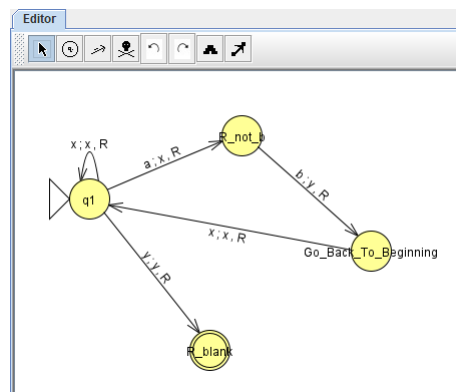 Editor
x ; x , R
R_not_b
a ; x , R
b ; y , R
q1
x ; x , R
Go_Back_To_Beginning
y ; y , R
R_blank